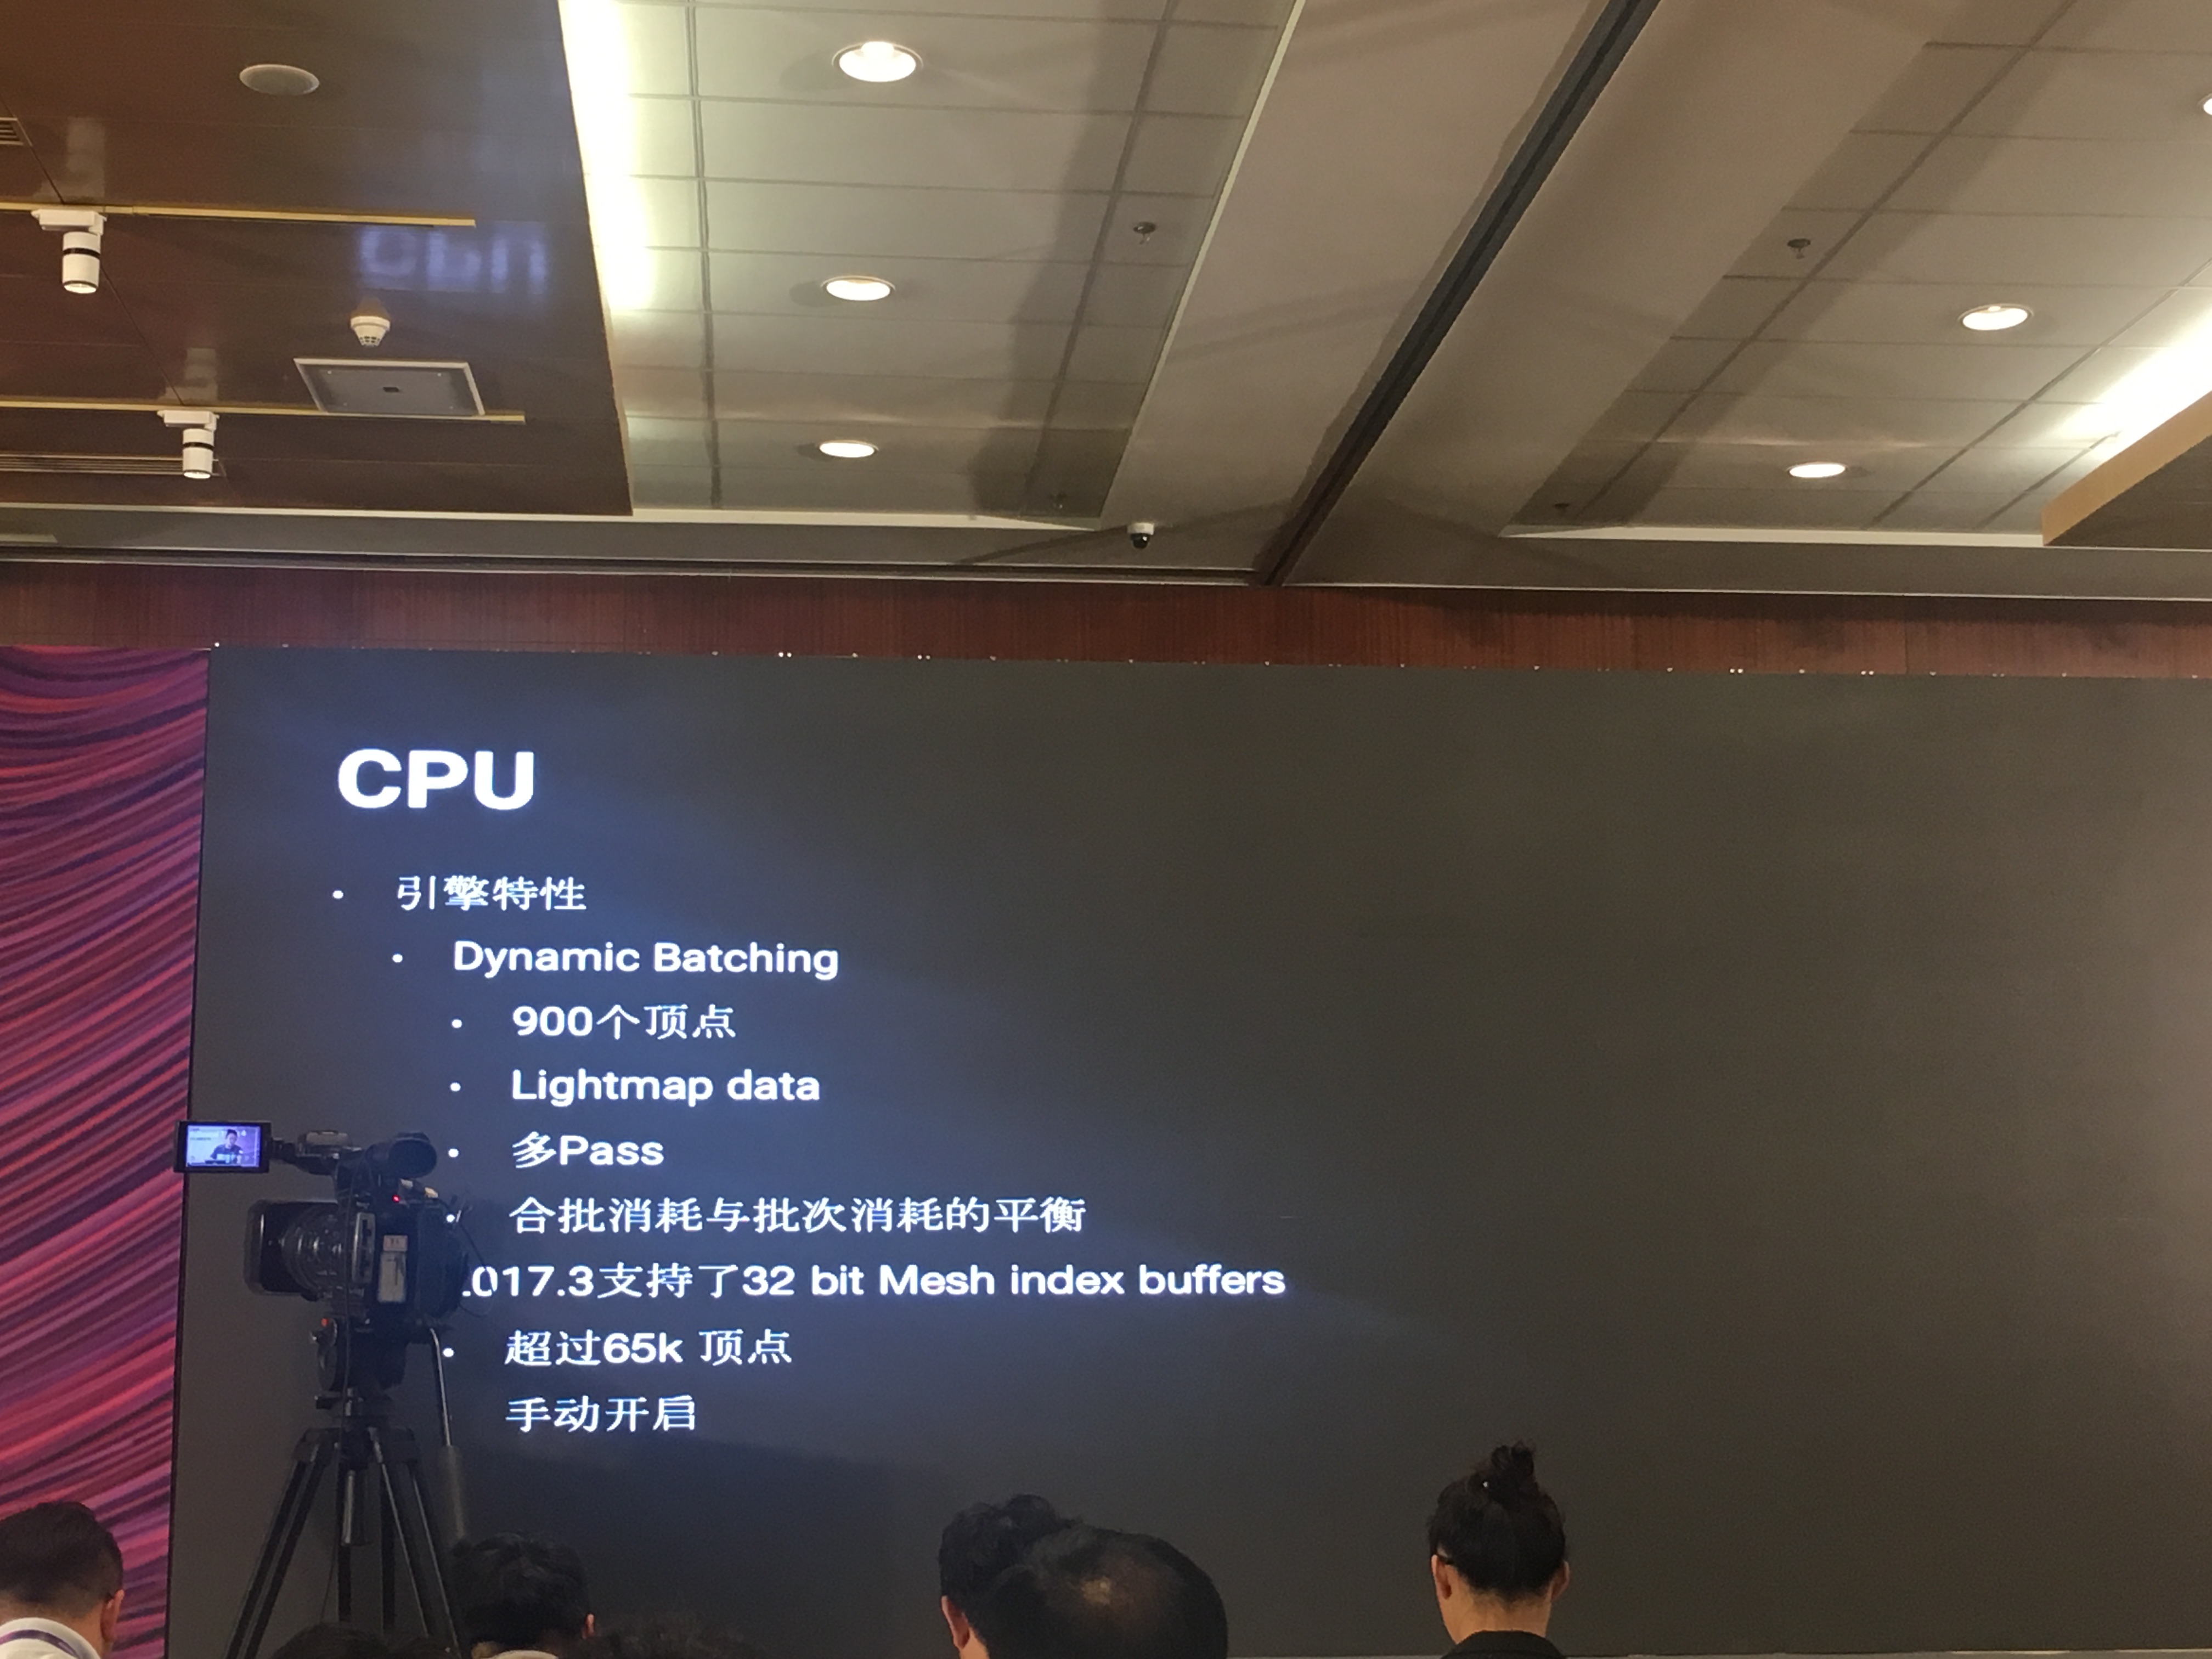 CPU
• 引擎特性
• Dynamic Batching
• 900个顶点
• Lightmap data
• 多Pass
• 合批消耗与批次消耗的平衡
017.3支持了32 bit Mesh index buffers
• 超过65k 顶点
手动开启